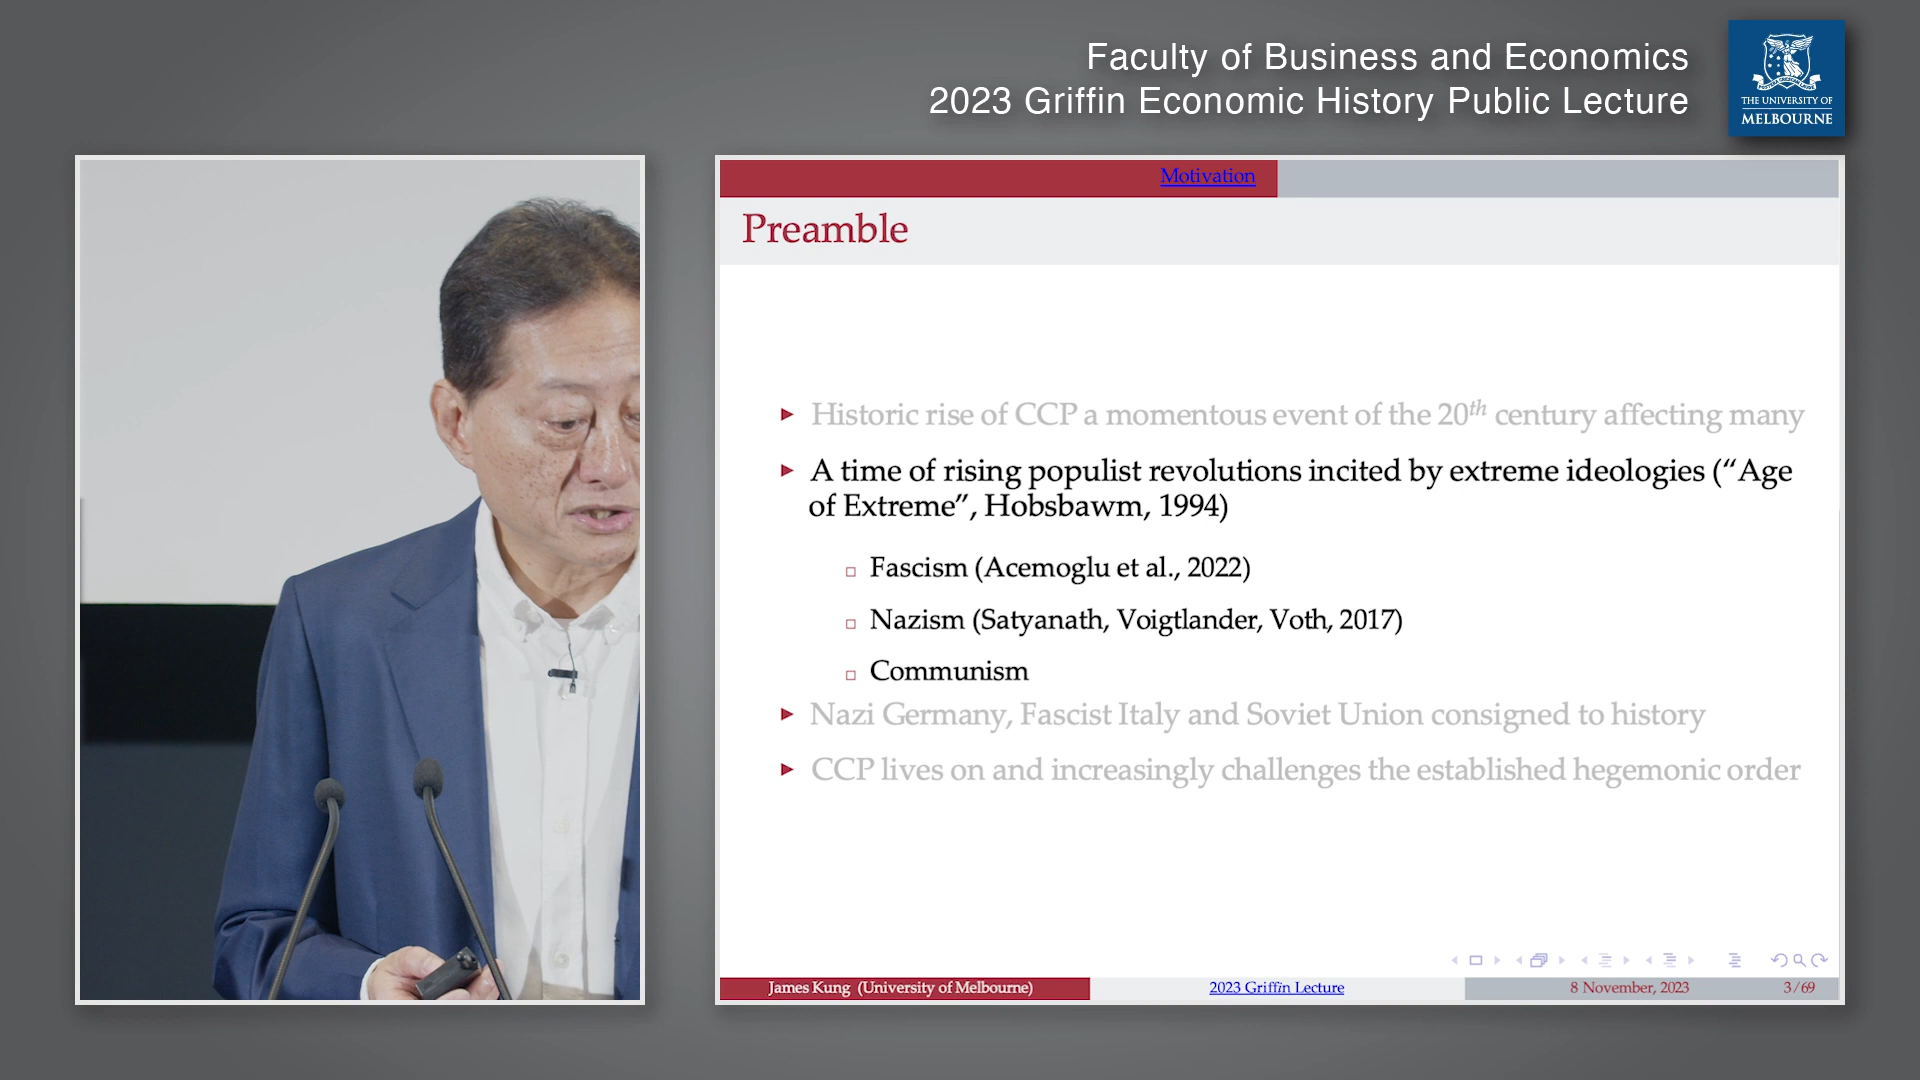 Faculty of Business and Economics
2023 Griffin Economic History Public Lecture
THE UNIVERSITY OF
MELBOURNE
Motivation
Preamble
Historic rise of CCP a momentous event of the 20th century affecting many
A time of rising populist revolutions incited by extreme ideologies (“Age
of Extreme”, Hobsbawm, 1994)
Fascism (Acemoglu et al., 2022)
Nazism (Satyanath, Voigtlander, Voth, 2017)
Communism
Nazi Germany, Fascist Italy and Soviet Union consigned to history
CCP lives on and increasingly challenges the established hegemonic order
James Kung (University of Melbourne)
2023 Griffin Lecture
8 November, 2023
3/69